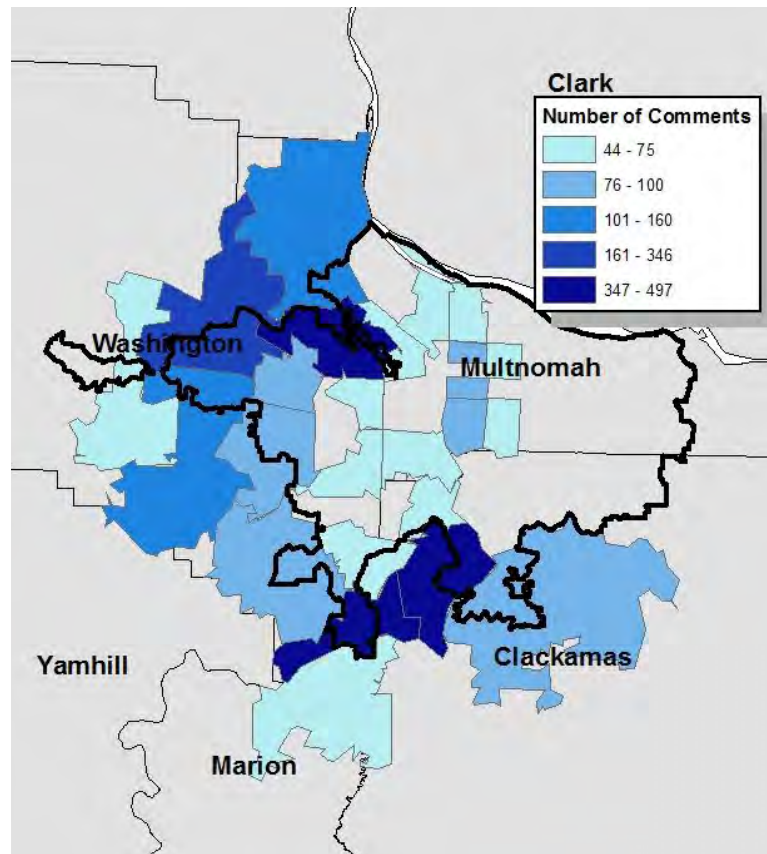 Clark
Number of Comments
44 - 75
76 - 100
101 - 160
161 - 346
347 - 497
Washington
Multnomah
Yamhill
Clackamas
Marion